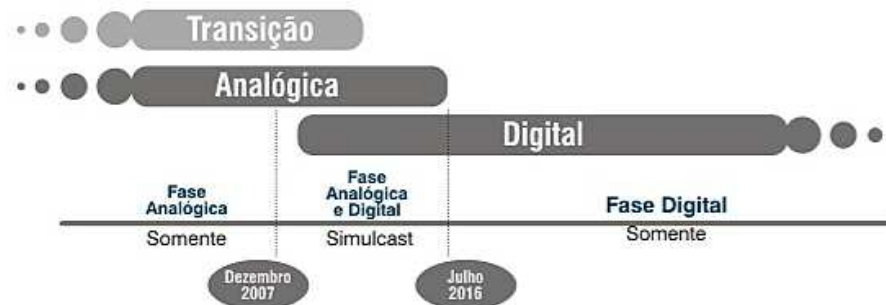 Transição
Analógica
Digital
Fase
Analógica
Somente
Fase
Analógica
e Digital
Simulcast
Fase Digital
Somente
Dezembro
2007
Julho
2016